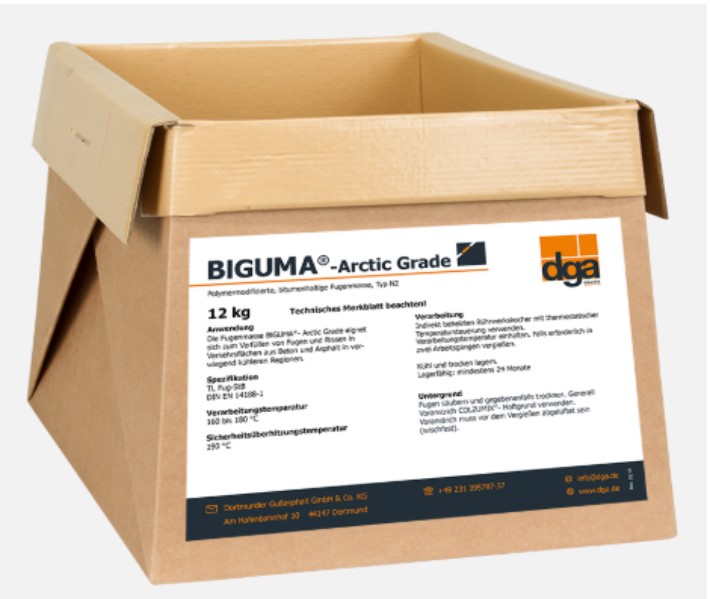 BIGUMA®-Arctic Grade
dga
Polymermodifizierte, bitumenhaltige Fugenmasse, Typ N2
12 kg
Technisches Merkblatt beachten!
Anwendung
Die Fugenmasse BIGUMA®- Arctic Grade eignet
sich zum Verfüllen von Fugen und Rissen in
Verkehrsflächen aus Beton und Asphalt in vor-
wiegend kühleren Regionen.
Spezifikation
TL Fug-StB
DIN EN 14188-1
Verarbeitungstemperatur
160 bis 180 °C
Sicherheitsüberhitzungstemperatur
190 °C
Verarbeitung
Indirekt beheizten Rührwerkskocher mit thermostatischer
Temperatursteuerung verwenden.
Verarbeitungstemperatur einhalten. Falls erforderlich in
zwei Arbeitsgängen vergießen.
Kühl und trocken lagern.
Lagerfähig: mindestens 24 Monate
Untergrund
Fugen säubern und gegebenenfalls trocknen. Generell
Voranstrich COLZUMIX®- Haftgrund verwenden.
Voranstrich muss vor dem Vergießen abgelüftet sein
(wischfest).
Dortmunder Gußasphalt GmbH & Co. KG
Am Hafenbahnhof 10 44147 Dortmund
+49 231 395797-37
info@dga.de
www.dga.de